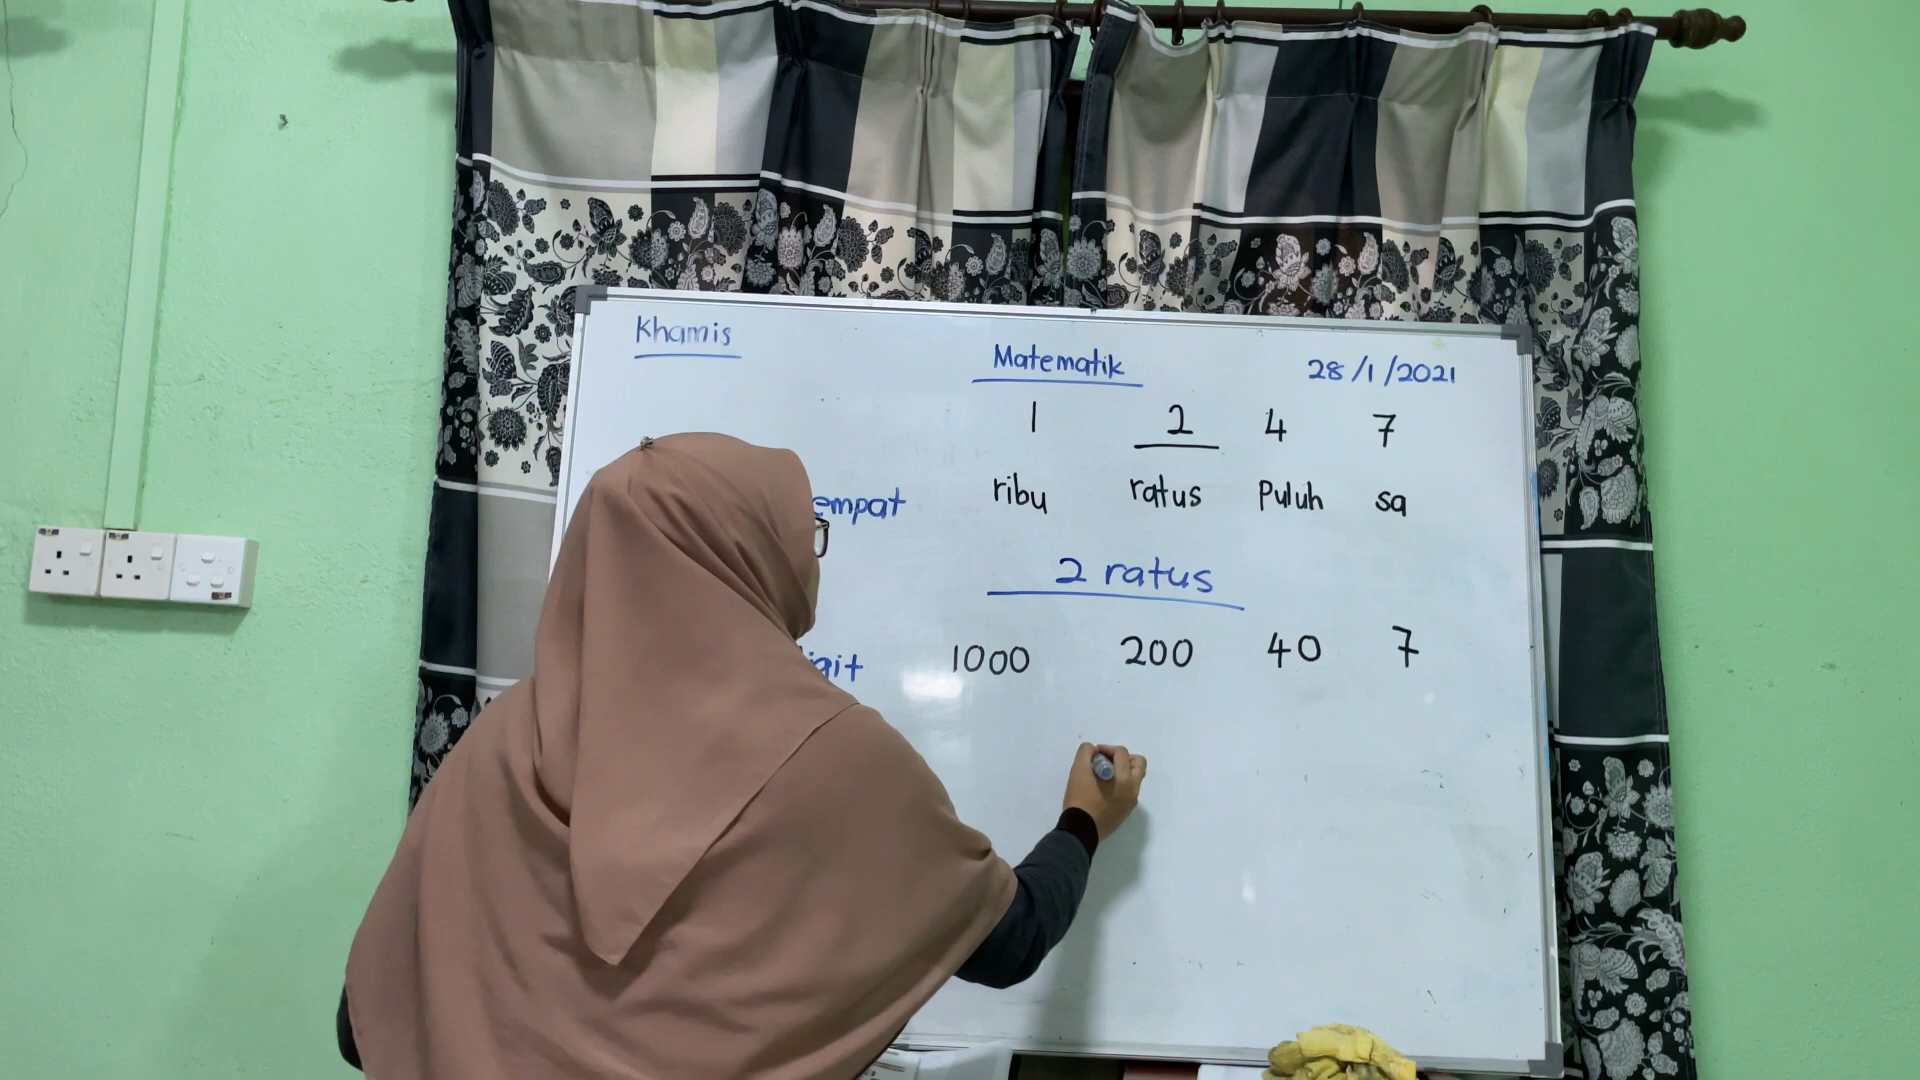 Khamis
Matematik
28/1/2021
1 2 4 7
ribu ratus Puluh sa
2 ratus
1000 200 40 7